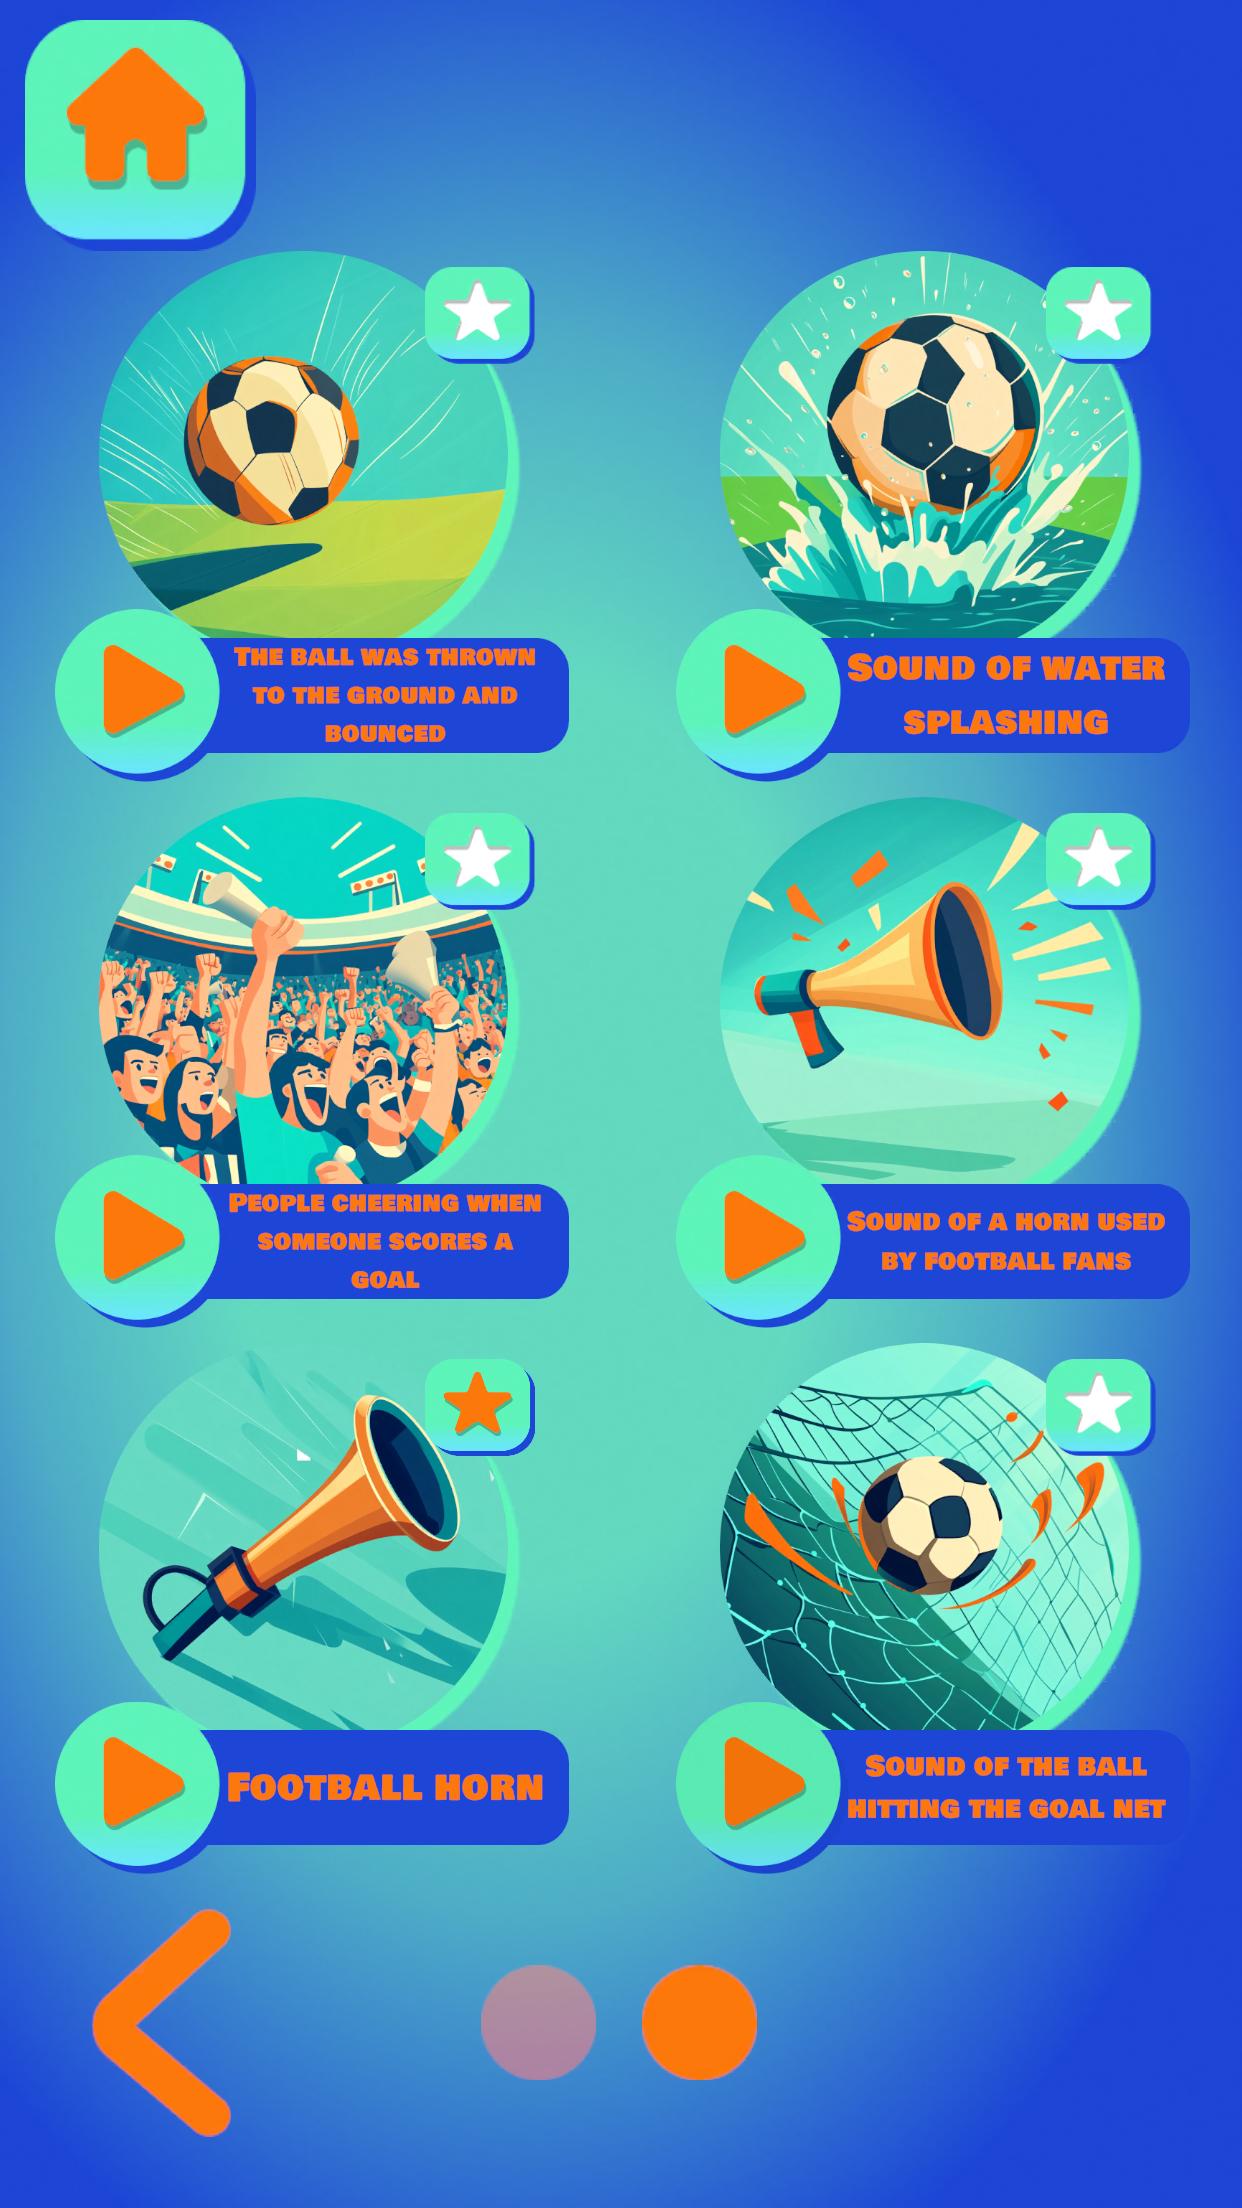 The ball was thrown
to the ground and
bounced
Sound of water
splashing
People cheering when
someone scores a
goal
Sound of a horn used
by football fans
Football horn
Sound of the ball
hitting the goal net